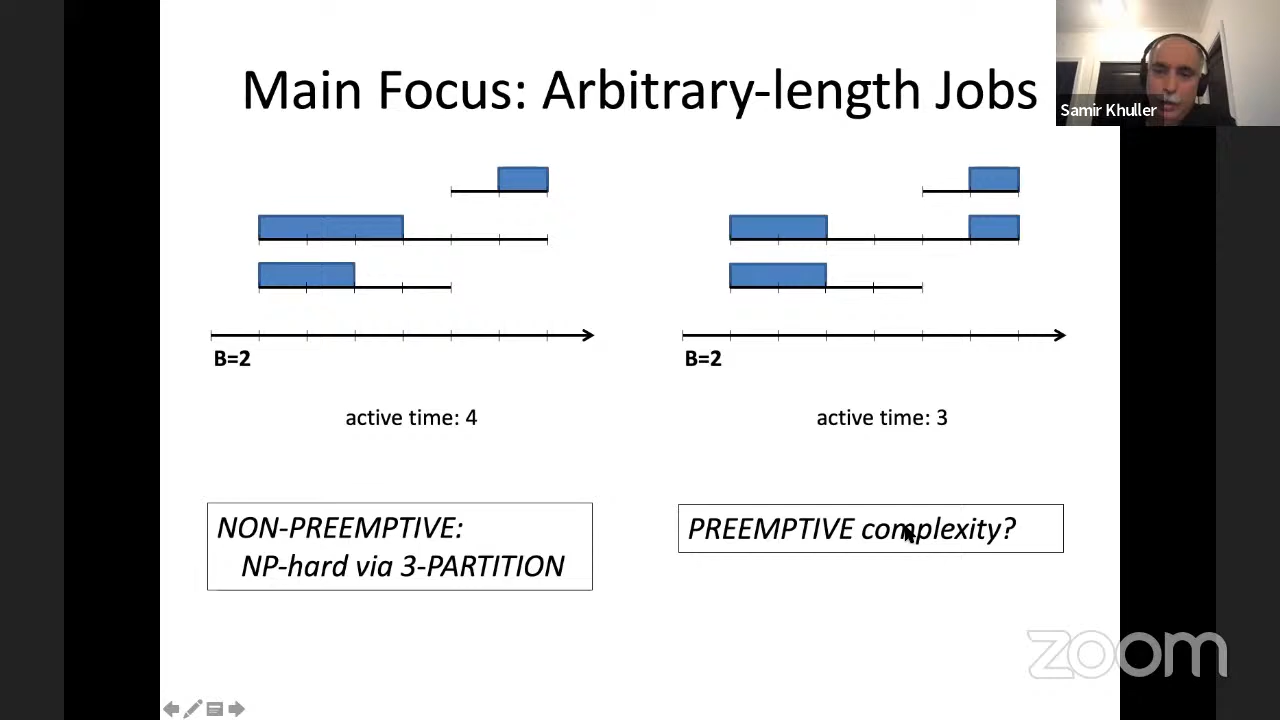 Main Focus: Arbitrary-length Jobs
Samir Khuller
B=2
B=2
active time: 4
active time: 3
NON-PREEMPTIVE:
NP-hard via 3-PARTITION
PREEMPTIVE complexity?
zoom